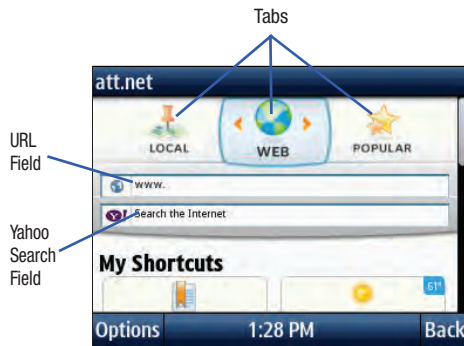 Tabs
att.net
LOCAL
WEB
POPULAR
URL
Field
www.
Yahoo
Search
Field
Y!
Search the Internet
My Shortcuts
61°
Options
1:28 PM
Back